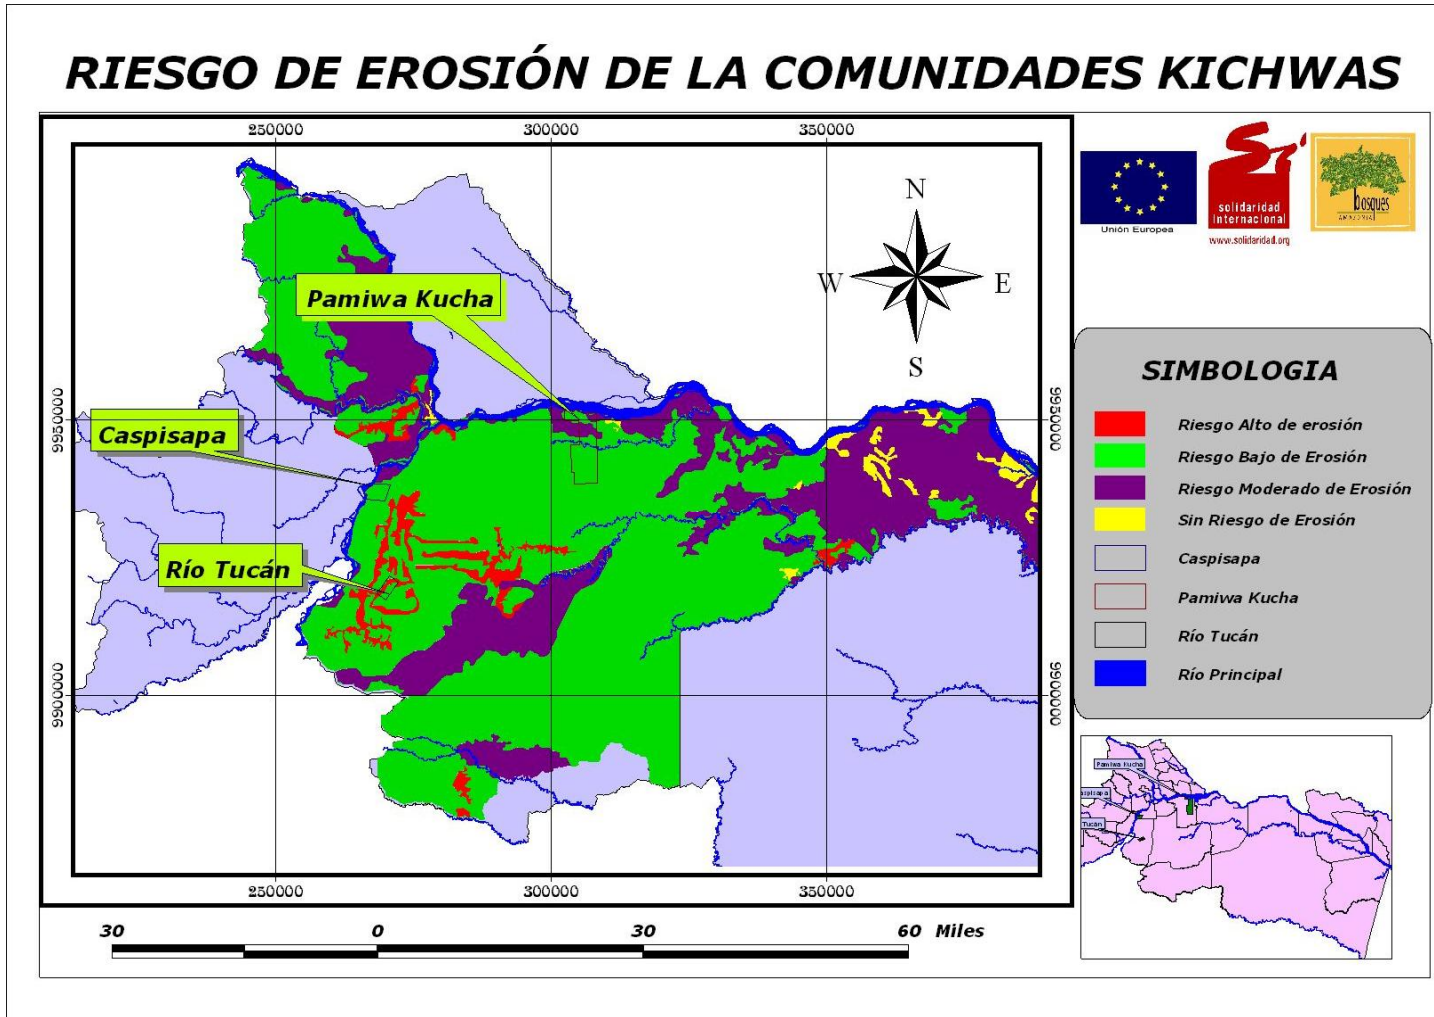 RIESGO DE EROSIÓN DE LA COMUNIDADES KICHWAS
250000 300000 350000
N
W E
S
Pamiwa Kucha
Caspisapa
Río Tucán
9950000 9950000
9900000 9900000
250000 300000 350000
30 0 30 60 Miles
Unión Europea
Sí
solidaridad
Internacional
www.solidaridad.org
bosques
AMAZONIA
SIMBOLOGIA
Riesgo Alto de erosión
Riesgo Bajo de Erosión
Riesgo Moderado de Erosión
Sin Riesgo de Erosión
Caspisapa
Pamiwa Kucha
Río Tucán
Río Principal
Pamiwa Kucha
aspisapa
Tucán